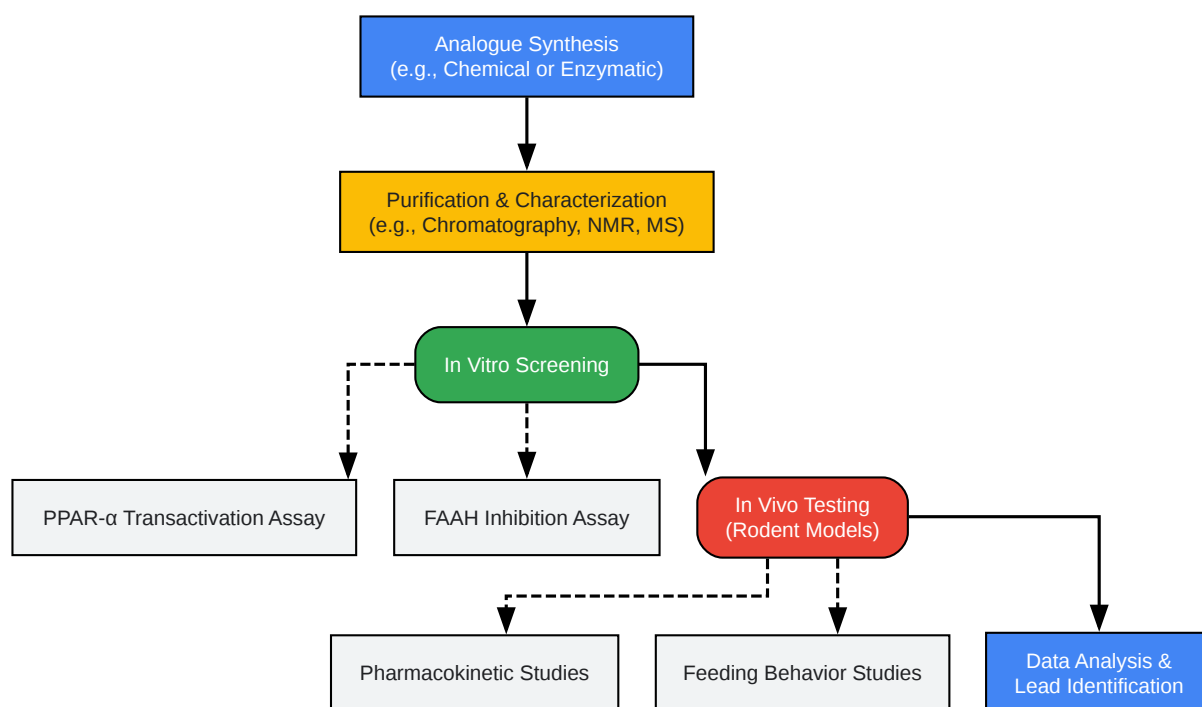 Analogue Synthesis
(e.g., Chemical or Enzymatic)
Purification & Characterization
(e.g., Chromatography, NMR, MS)
In Vitro Screening
PPAR-α Transactivation Assay
FAAH Inhibition Assay
In Vivo Testing
(Rodent Models)
Pharmacokinetic Studies
Feeding Behavior Studies
Data Analysis &
Lead Identification